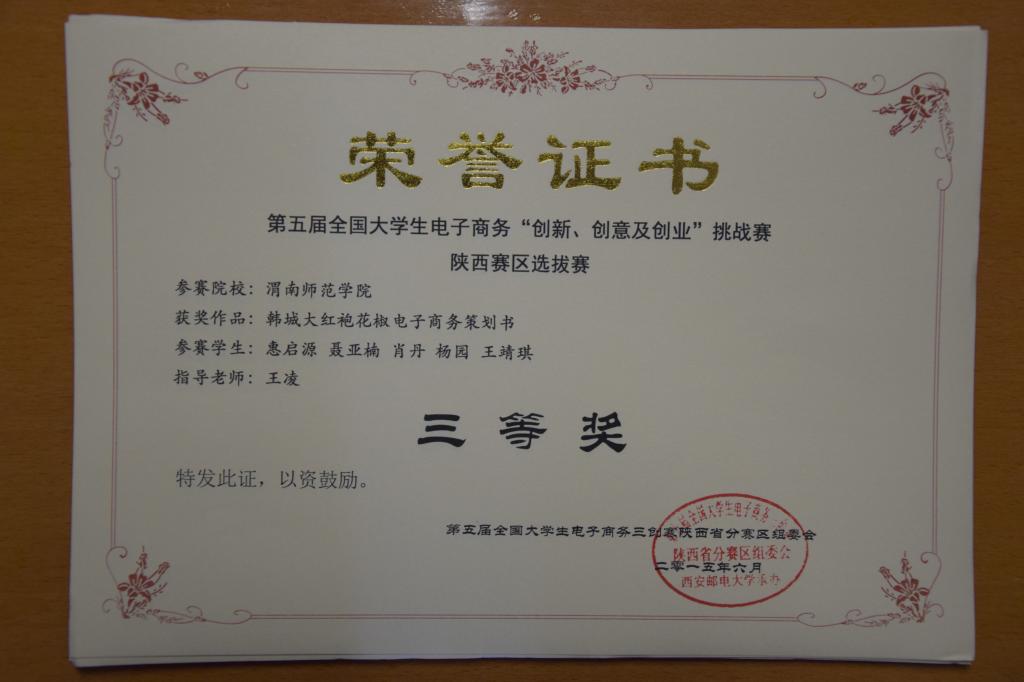 荣誉证书
第五届全国大学生电子商务“创新、创意及创业”挑战赛
陕西赛区选拔赛
参赛院校：渭南师范学院
获奖作品：韩城大红袍花椒电子商务策划书
参赛学生：惠启源 聂亚楠 肖丹 杨园 王靖琪
指导老师：王凌
三等奖
特发此证，以资鼓励。
第五届全国大学生电子商务三创赛陕西省分赛区组委会
二零一五年六月
陕西省分赛区组委会
西安邮电大学承办